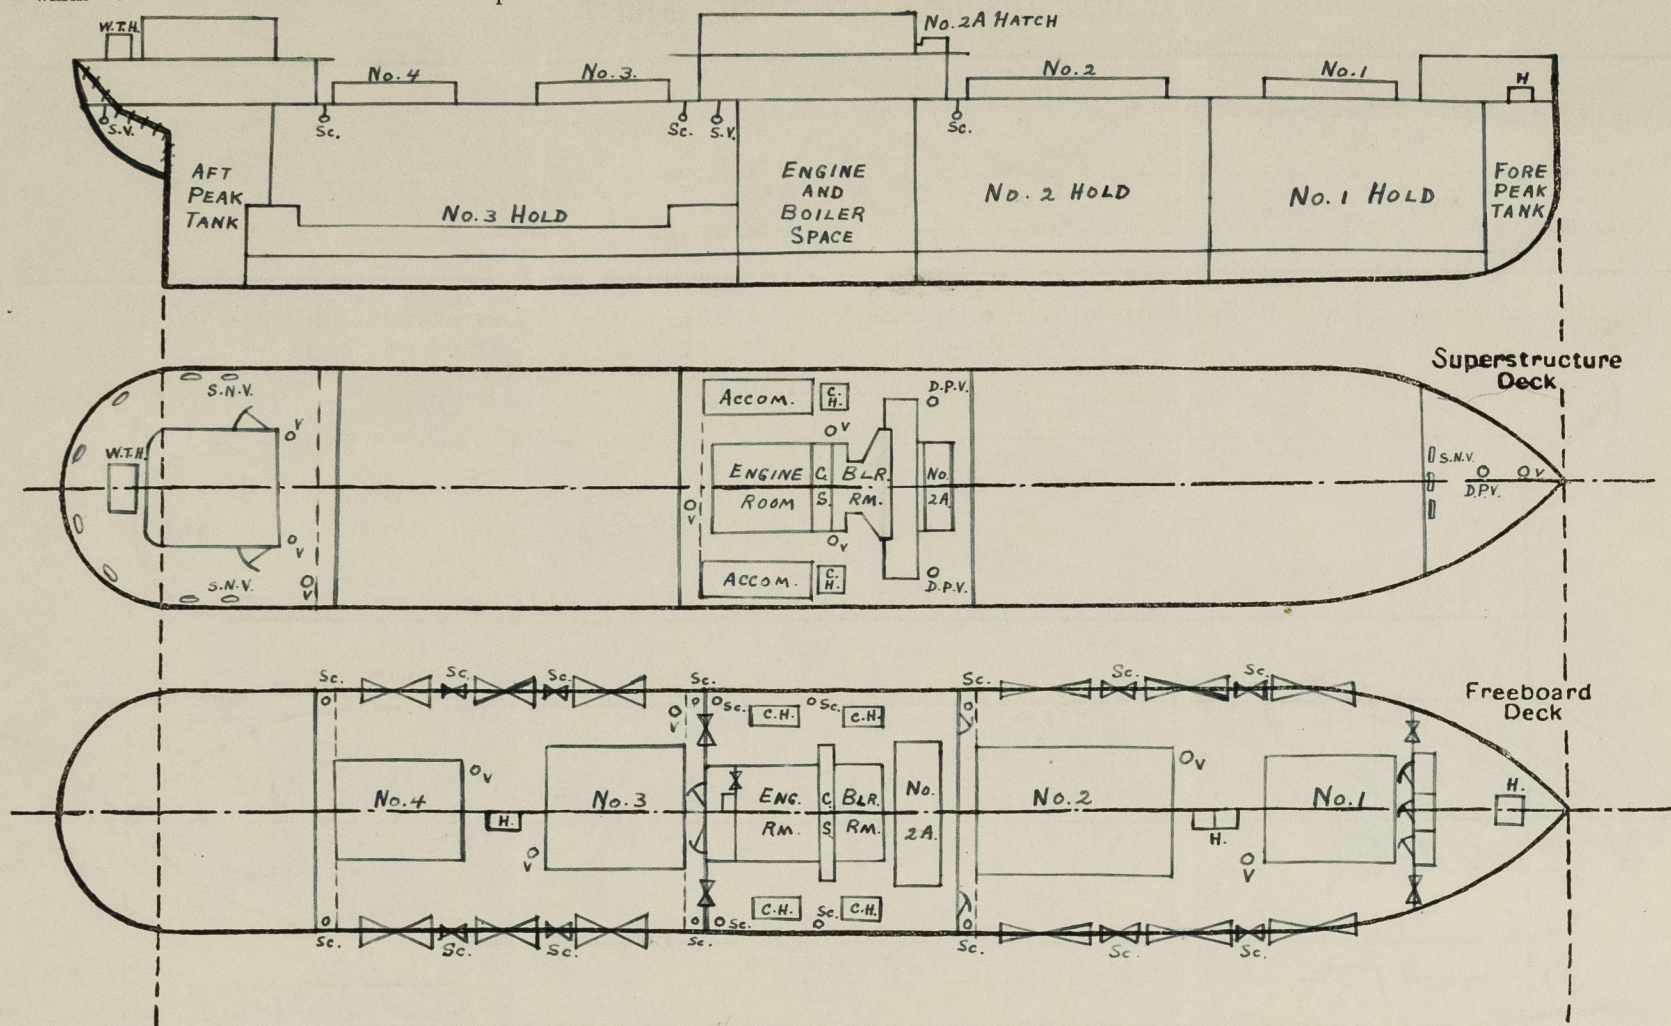 No. 2A HATCH
W.T.H.
No. 4
No. 3.
No. 2
No. 1
H
S.V.
Sc.
Sc.
S.V.
Sc.
AFT
PEAK
TANK
No. 3 HOLD
ENGINE
AND
BOILER
SPACE
No. 2 HOLD
No. 1 HOLD
FORE
PEAK
TANK
Superstructure
Deck
S.N.V.
V
W.T.H.
V
S.N.V.
V
V
ACCOM.
C.
H.
D.P.V.
V
ENGINE
ROOM
C.
S.
BLR.
RM.
No.
2A
V
ACCOM.
C.
H.
D.P.V.
S.N.V.
D.P.V.
V
Freeboard
Deck
Sc.
Sc.
Sc.
Sc.
Sc.
Sc.
Sc.
V
Sc.
C.H.
Sc.
C.H.
No. 4
V
H.
V
No. 3
ENG.
RM.
C.
S
BLR.
RM.
No.
2A.
No. 2
V
H.
V
No. 1
H.
C.H.
Sc.
C.H.
Sc.
Sc.
Sc.
Sc.
Sc.
Sc.
Sc.
Sc.